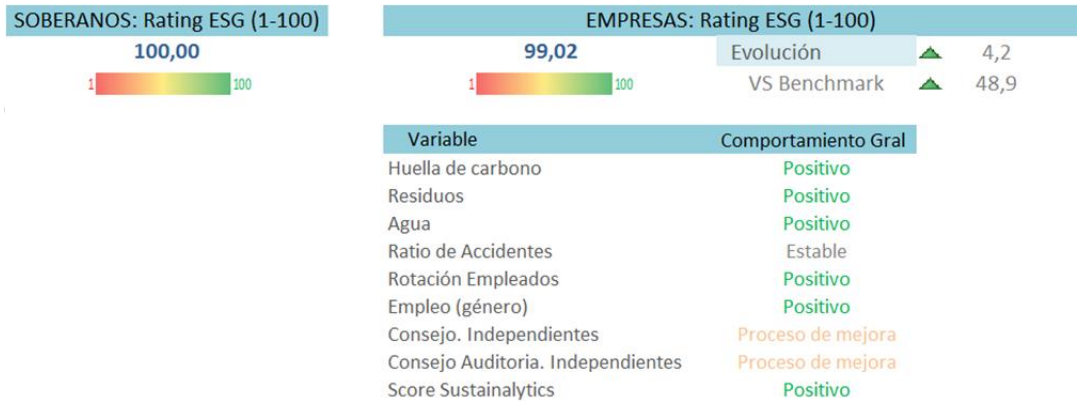 SOBERANOS: Rating ESG (1-100)
100,00
1 100
EMPRESAS: Rating ESG (1-100)
99,02 Evolución 4,2
1 100 VS Benchmark 48,9
Variable Comportamiento Gral
Huella de carbono Positivo
Residuos Positivo
Agua Positivo
Ratio de Accidentes Estable
Rotación Empleados Positivo
Empleo (género) Positivo
Consejo. Independientes Proceso de mejora
Consejo Auditoria. Independientes Proceso de mejora
Score Sustainalytics Positivo